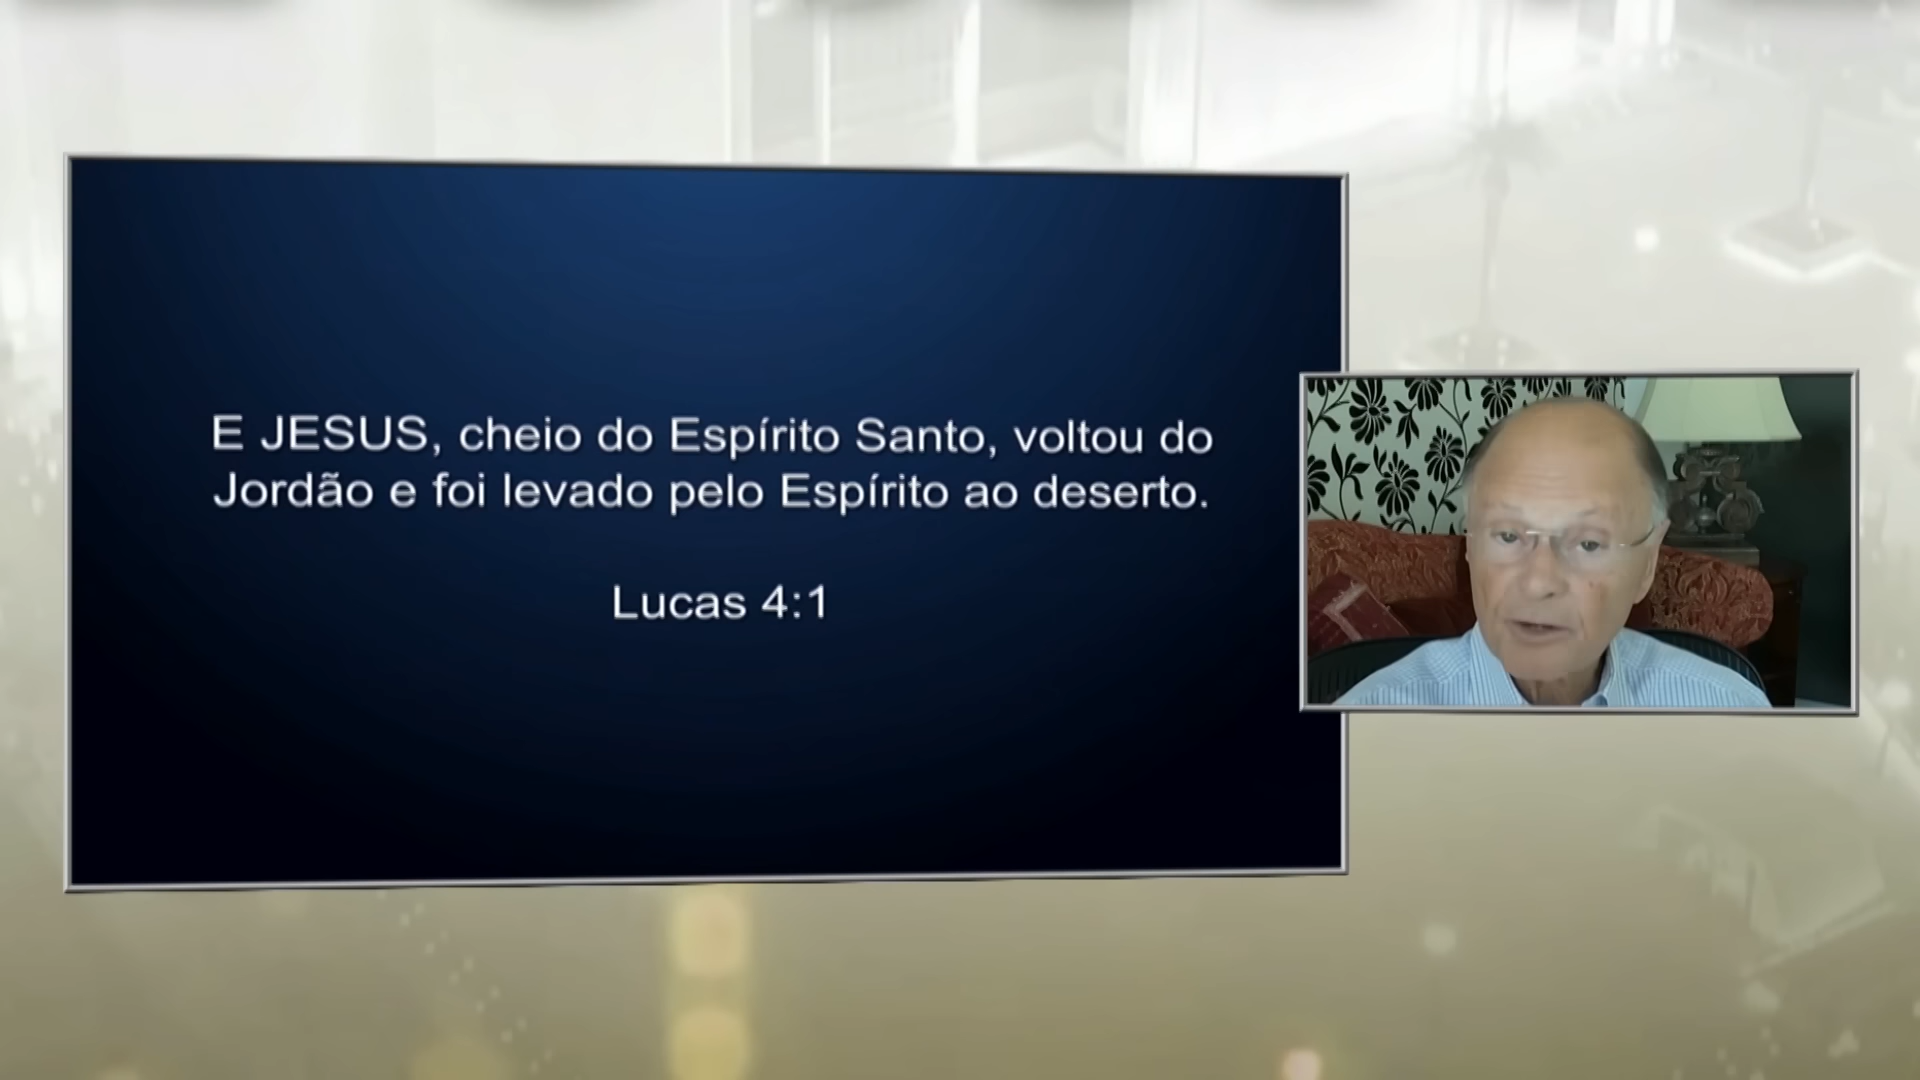 E JESUS, cheio do Espírito Santo, voltou do
Jordão e foi levado pelo Espírito ao deserto.
Lucas 4:1